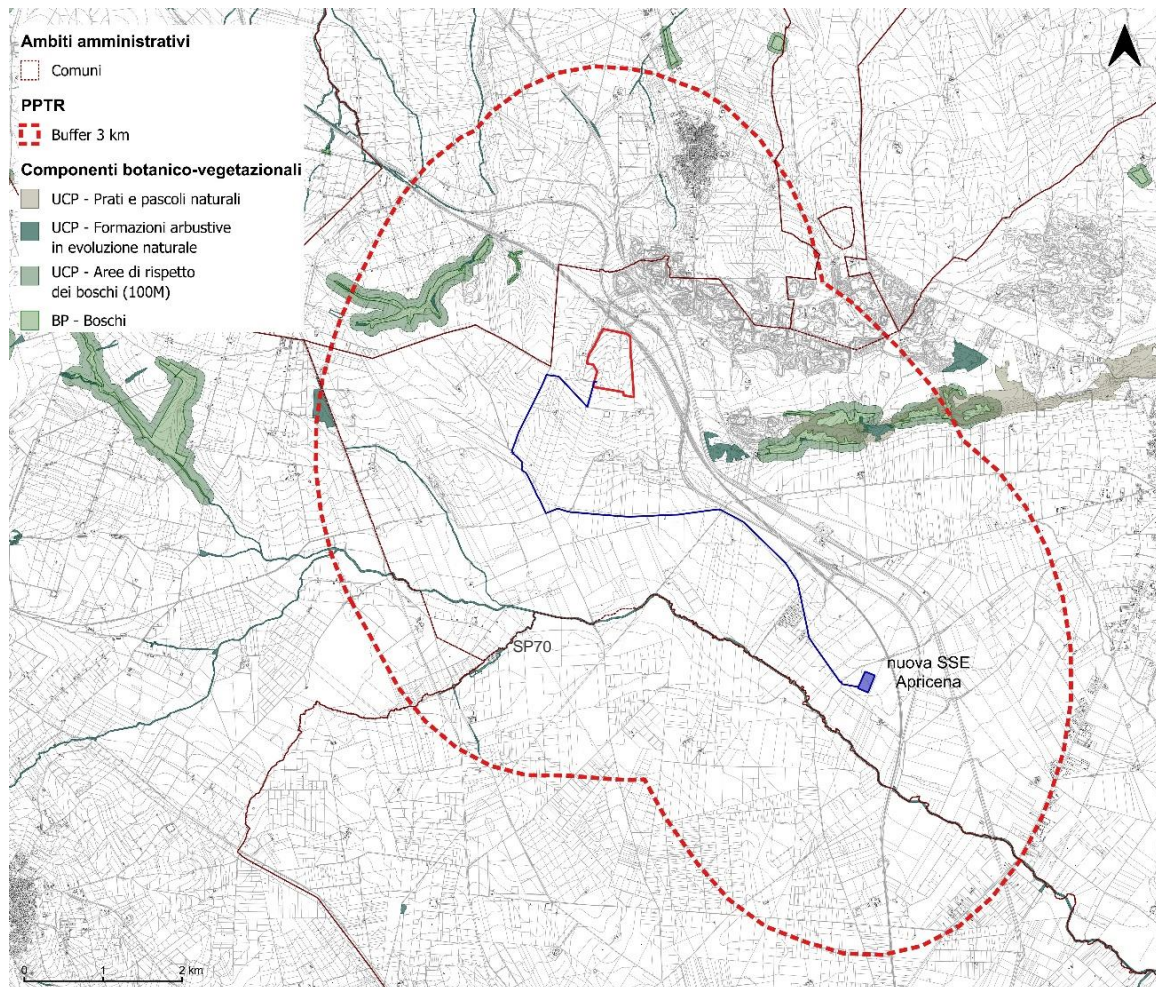 Ambiti amministrativi
Comuni
PPTR
Buffer 3 km
Componenti botanico-vegetazionali
UCP - Prati e pascoli naturali
UCP - Formazioni arbustive
in evoluzione naturale
UCP - Aree di rispetto
dei boschi (100M)
BP - Boschi
SP70
nuova SSE
Apricena
0 1 2 km